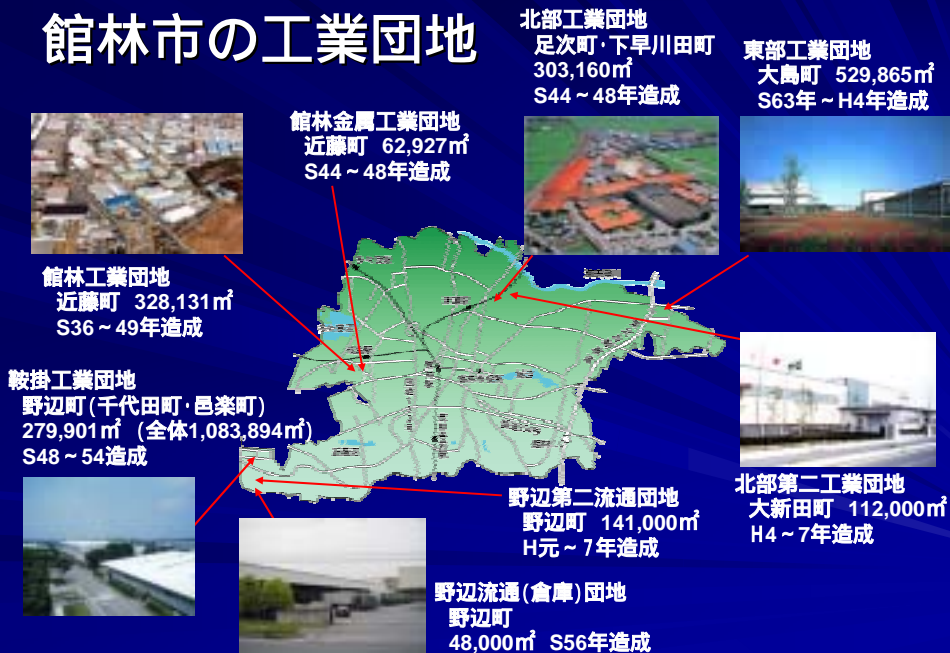 館林市の工業団地
北部工業団地
足次町･下早川田町
303,160㎡
S44～48年造成
東部工業団地
大島町 529,865㎡
S63年～H4年造成
館林金属工業団地
近藤町 62,927㎡
S44～48年造成
館林工業団地
近藤町 328,131㎡
S36～49年造成
鞍掛工業団地
野辺町(千代田町･邑楽町)
279,901㎡ (全体1,083,894㎡)
S48～54造成
北部第二工業団地
大新田町 112,000㎡
H4～7年造成
野辺第二流通団地
野辺町 141,000㎡
H元～7年造成
野辺流通(倉庫)団地
野辺町
48,000㎡ S56年造成